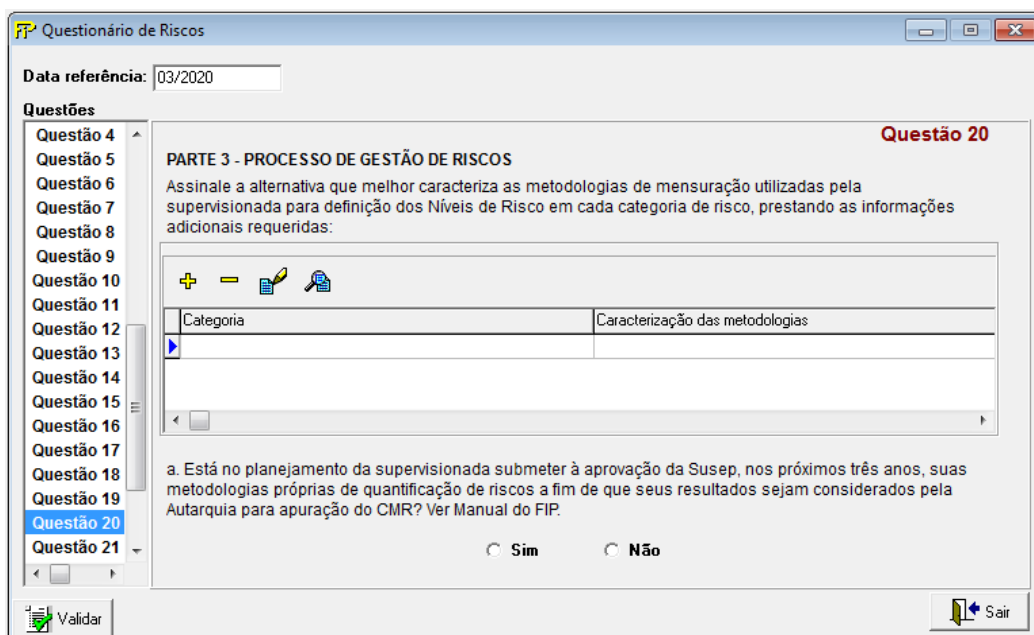 FIP Questionário de Riscos
Data referência: 03/2020
Questões
Questão 4
Questão 5
Questão 6
Questão 7
Questão 8
Questão 9
Questão 10
Questão 11
Questão 12
Questão 13
Questão 14
Questão 15
Questão 16
Questão 17
Questão 18
Questão 19
Questão 20
Questão 21
Questão 20
PARTE 3 - PROCESSO DE GESTÃO DE RISCOS
Assinale a alternativa que melhor caracteriza as metodologias de mensuração utilizadas pela
supervisionada para definição dos Níveis de Risco em cada categoria de risco, prestando as informações
adicionais requeridas:
Categoria Caracterização das metodologias
a. Está no planejamento da supervisionada submeter à aprovação da Susep, nos próximos três anos, suas
metodologias próprias de quantificação de riscos a fim de que seus resultados sejam considerados pela
Autarquia para apuração do CMR? Ver Manual do FIP.
Sim Não
Validar Sair